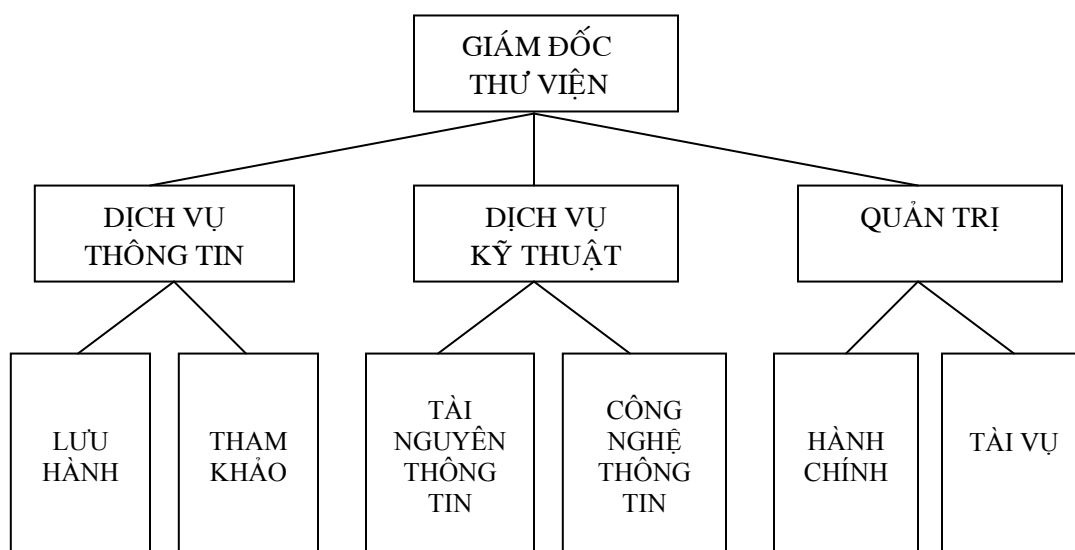 GIÁM ĐỐC
THƯ VIỆN
DỊCH VỤ
THÔNG TIN
DỊCH VỤ
KỸ THUẬT
QUẢN TRỊ
LƯU
HÀNH
THAM
KHẢO
TÀI
NGUYÊN
THÔNG
TIN
CÔNG
NGHỆ
THÔNG
TIN
HÀNH
CHÍNH
TÀI VỤ